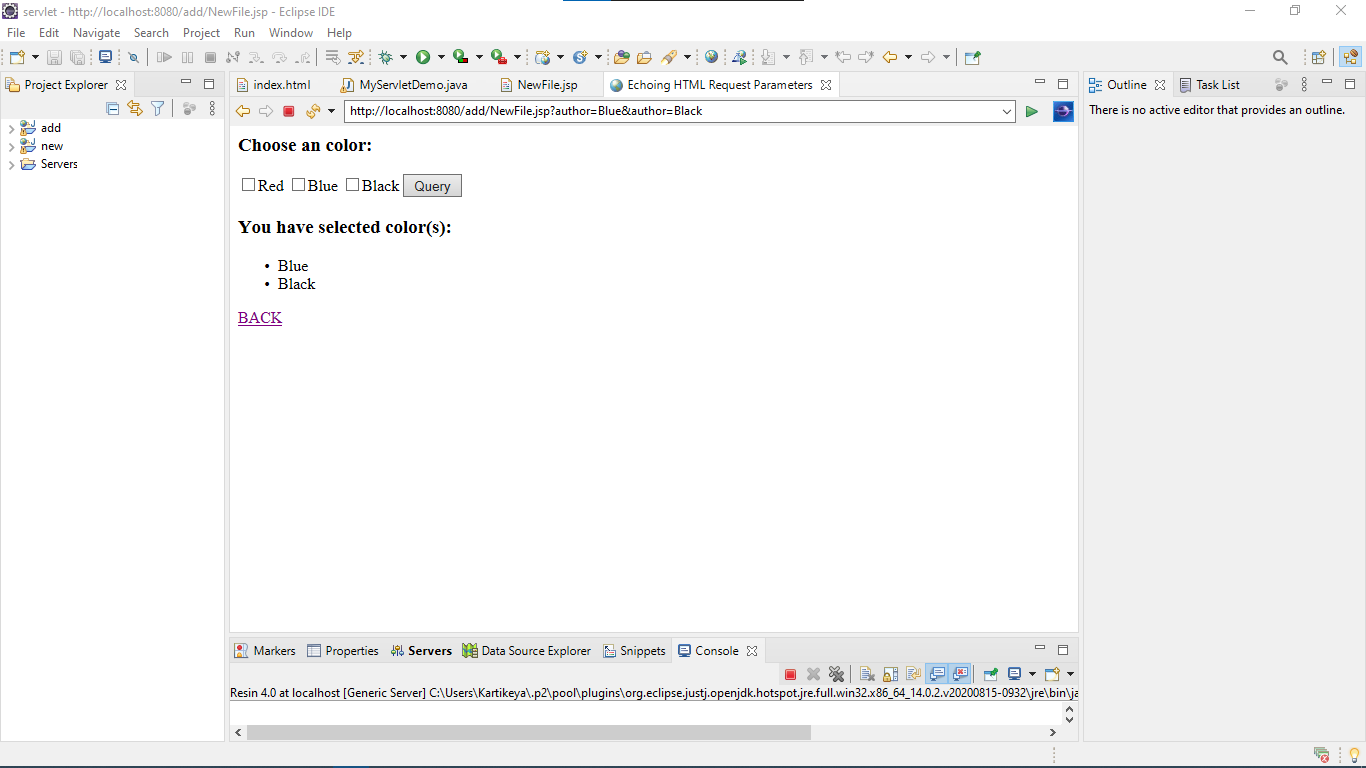 servlet - http://localhost:8080/add/NewFile.jsp - Eclipse IDE
File Edit Navigate Search Project Run Window Help
Project Explorer
add
new
Servers
index.html MyServletDemo.java NewFile.jsp Echoing HTML Request Parameters
http://localhost:8080/add/NewFile.jsp?author=Blue&author=Black
Choose an color:
Red Blue Black Query
You have selected color(s):
• Blue
• Black
BACK
Outline Task List
There is no active editor that provides an outline.
Markers Properties Servers Data Source Explorer Snippets Console
Resin 4.0 at localhost [Generic Server] C:\Users\Kartikeya\.p2\pool\plugins\org.eclipse.justj.openjdk.hotspot.jre.full.win32.x86_64_14.0.2.v20200815-0932\jre\bin\ja